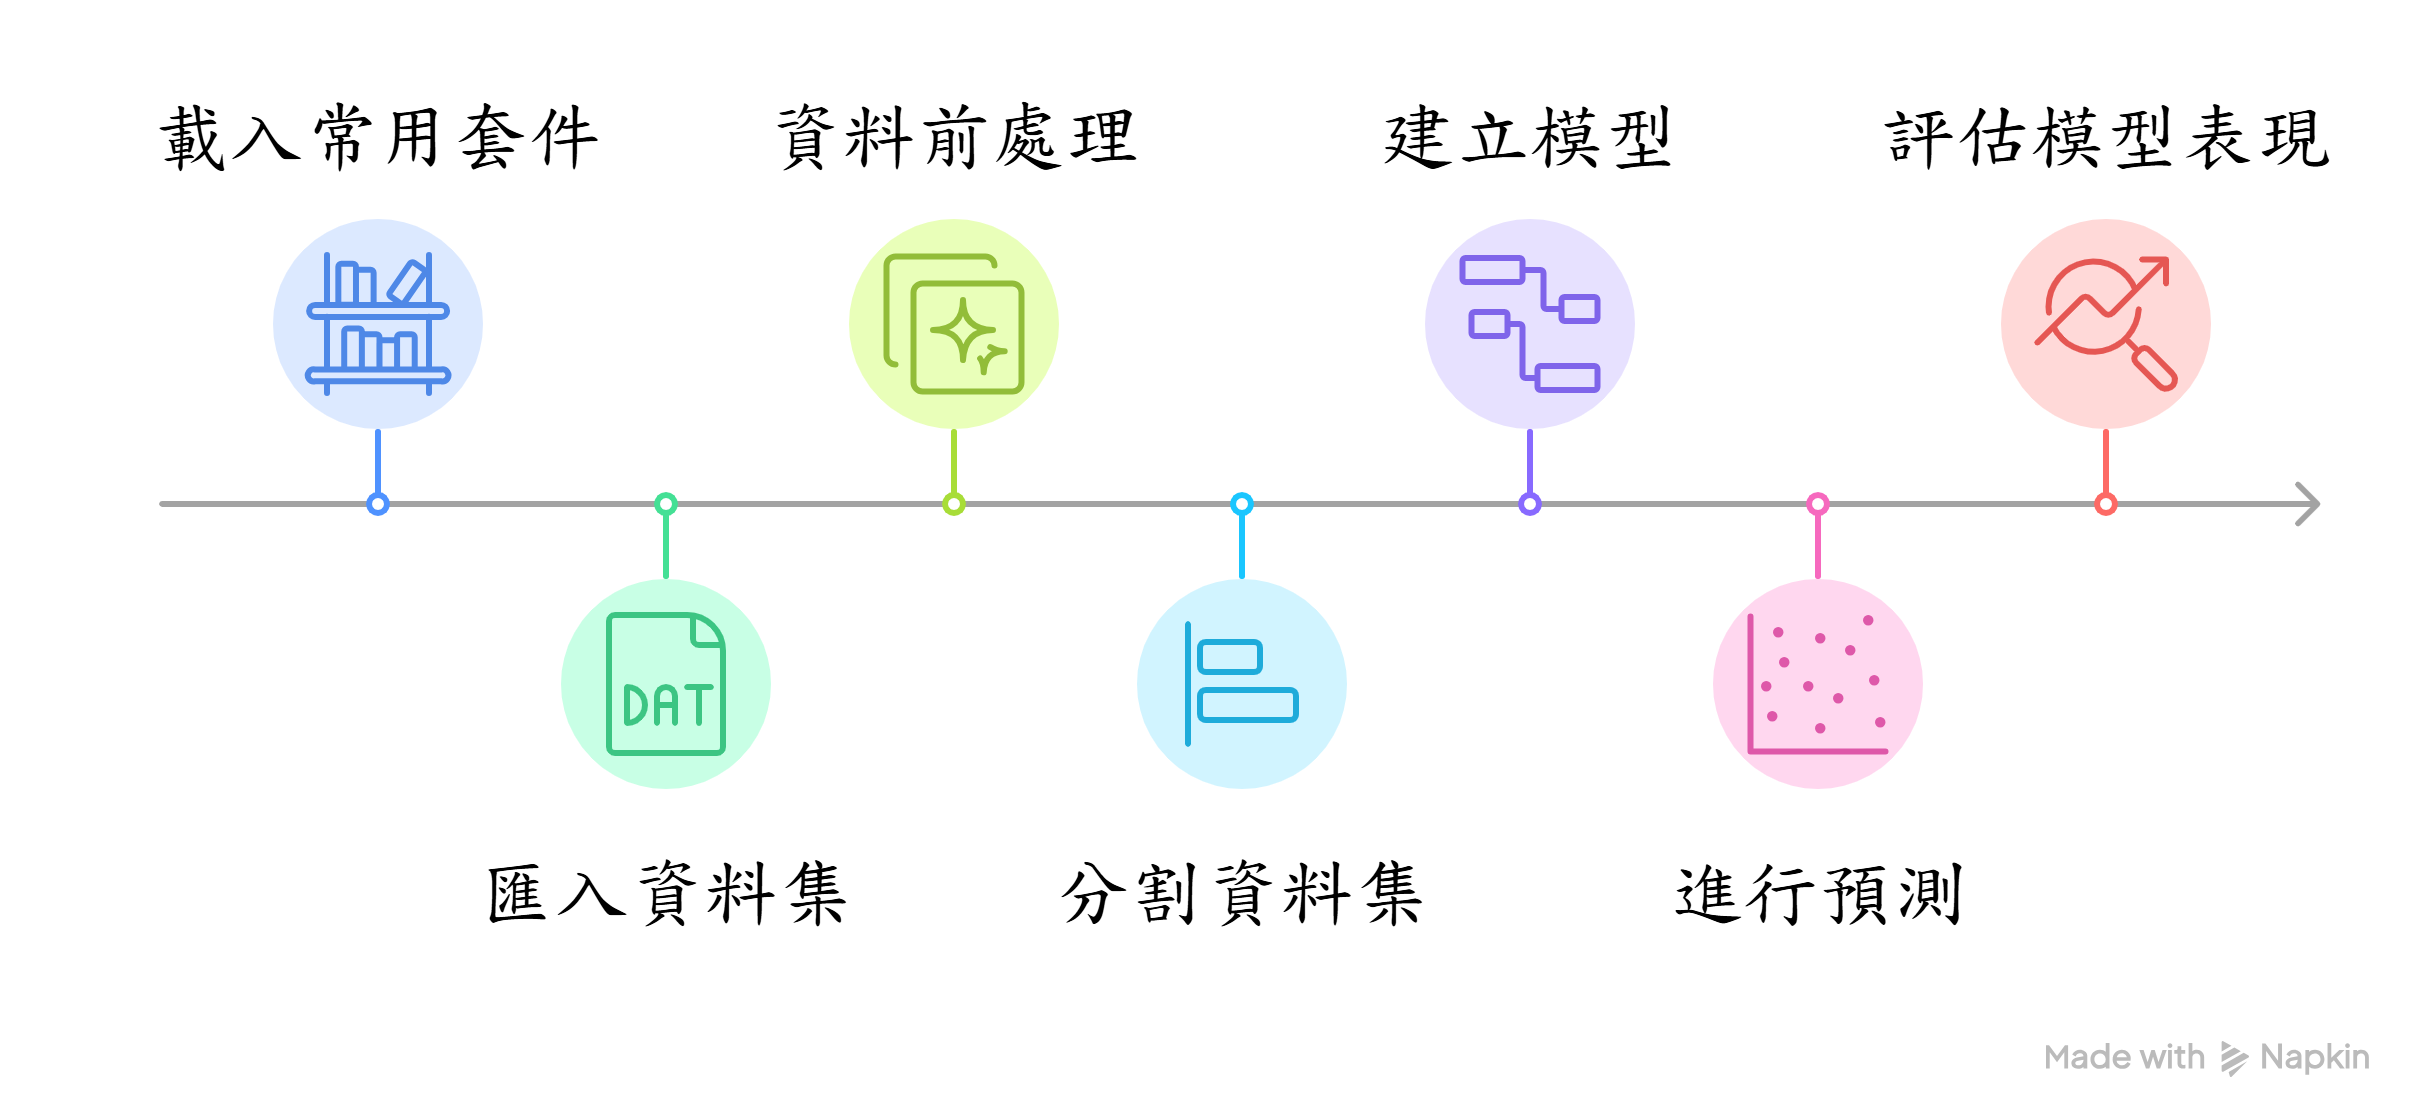 載入常用套件
資料前處理
建立模型
評估模型表現
DAT
匯入資料集
分割資料集
進行預測
Made with Napkin